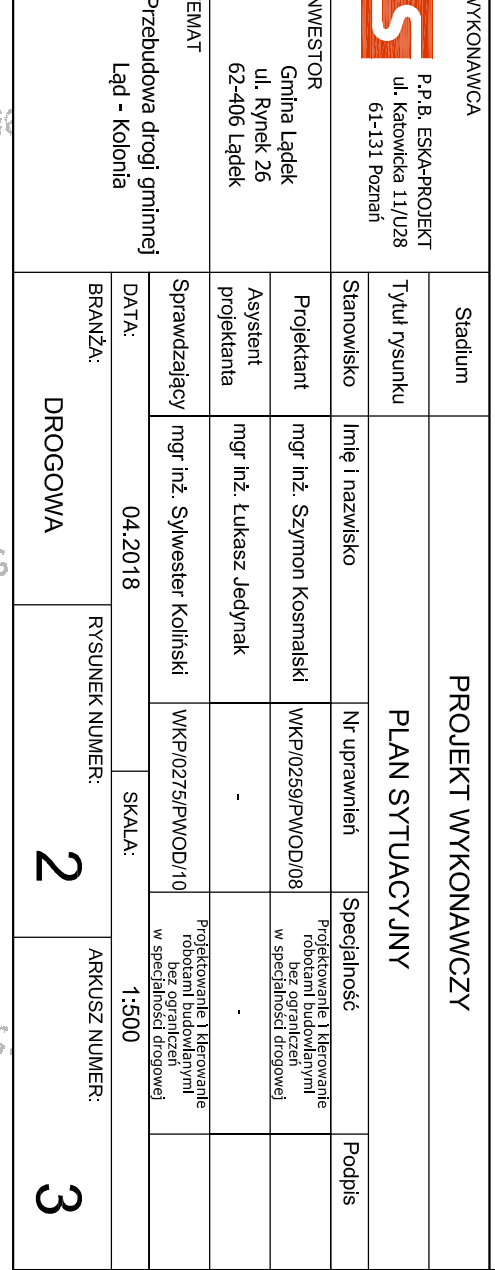 WYKONAWCA
P.P.B. ESKA-PROJEKT
ul. Katowicka 11/U28
61-131 Poznań
NWESTOR
Gmina Lądek
ul. Rynek 26
62-406 Lądek
EMAT
Przebudowa drogi gminnej
Ląd - Kolonia
Stadium
PROJEKT WYKONAWCZY
Tytuł rysunku
PLAN SYTUACYJNY
Stanowisko Imię i nazwisko Nr uprawnień Specjalność Podpis
Projektant mgr inż. Szymon Kosmalski WKP/0259/PWOD/08
Projektowanie i kierowanie
robotami budowlanymi
bez ograniczeń
w specjalności drogowej
Asystent
projektanta
mgr inż. Łukasz Jedynak - -
Sprawdzający mgr inż. Sylwester Koliński WKP/0275/PWOD/10
Projektowanie i kierowanie
robotami budowlanymi
bez ograniczeń
w specjalności drogowej
DATA: 04.2018 SKALA: 1:500
BRANŻA: DROGOWA
RYSUNEK NUMER: 2
ARKUSZ NUMER: 3